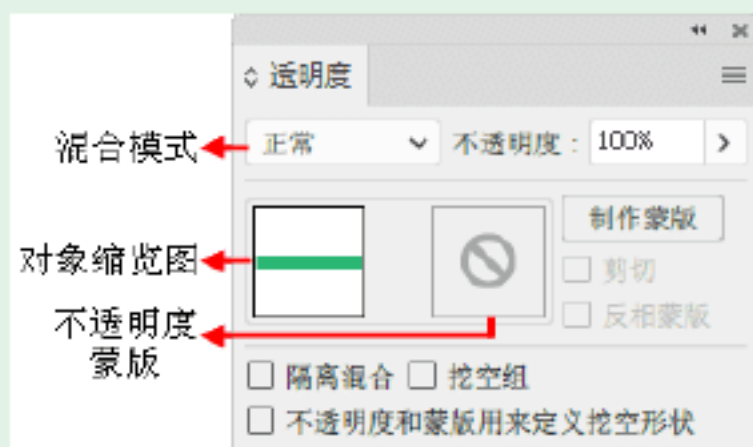 透明度
混合模式
正常
不透明度：
100%
对象缩览图
制作蒙版
剪切
不透明度
蒙版
反相蒙版
隔离混合
挖空组
不透明度和蒙版用来定义挖空形状